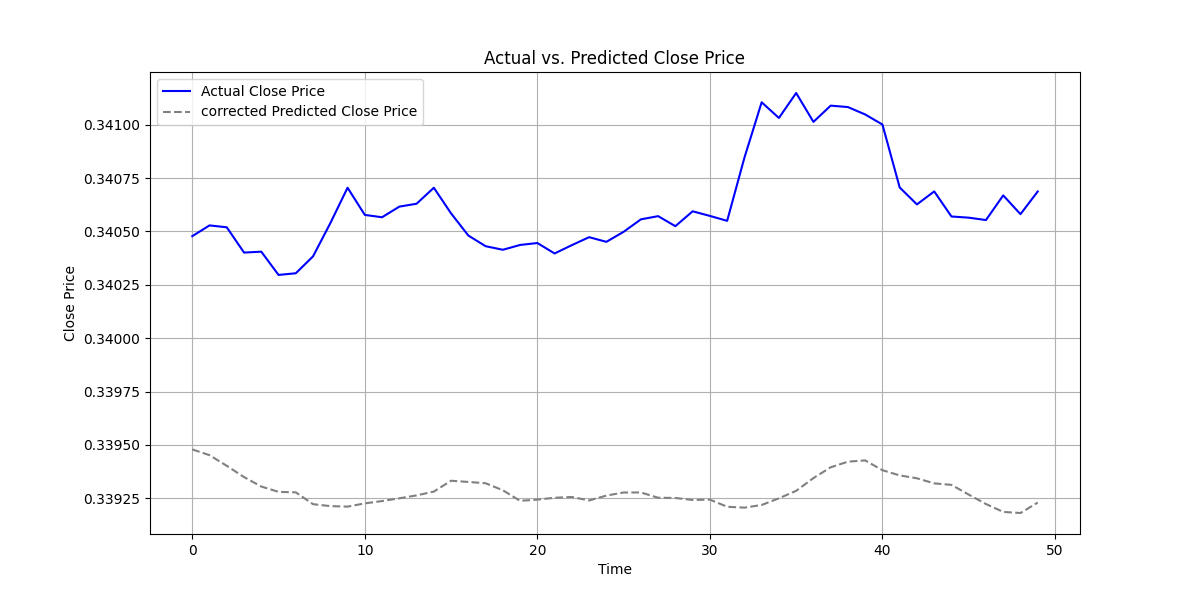 Actual vs. Predicted Close Price
Actual Close Price
corrected Predicted Close Price
0.34100
0.34075
0.34050
0.34025
0.34000
0.33975
0.33950
0.33925
Close Price
0 10 20 30 40 50
Time